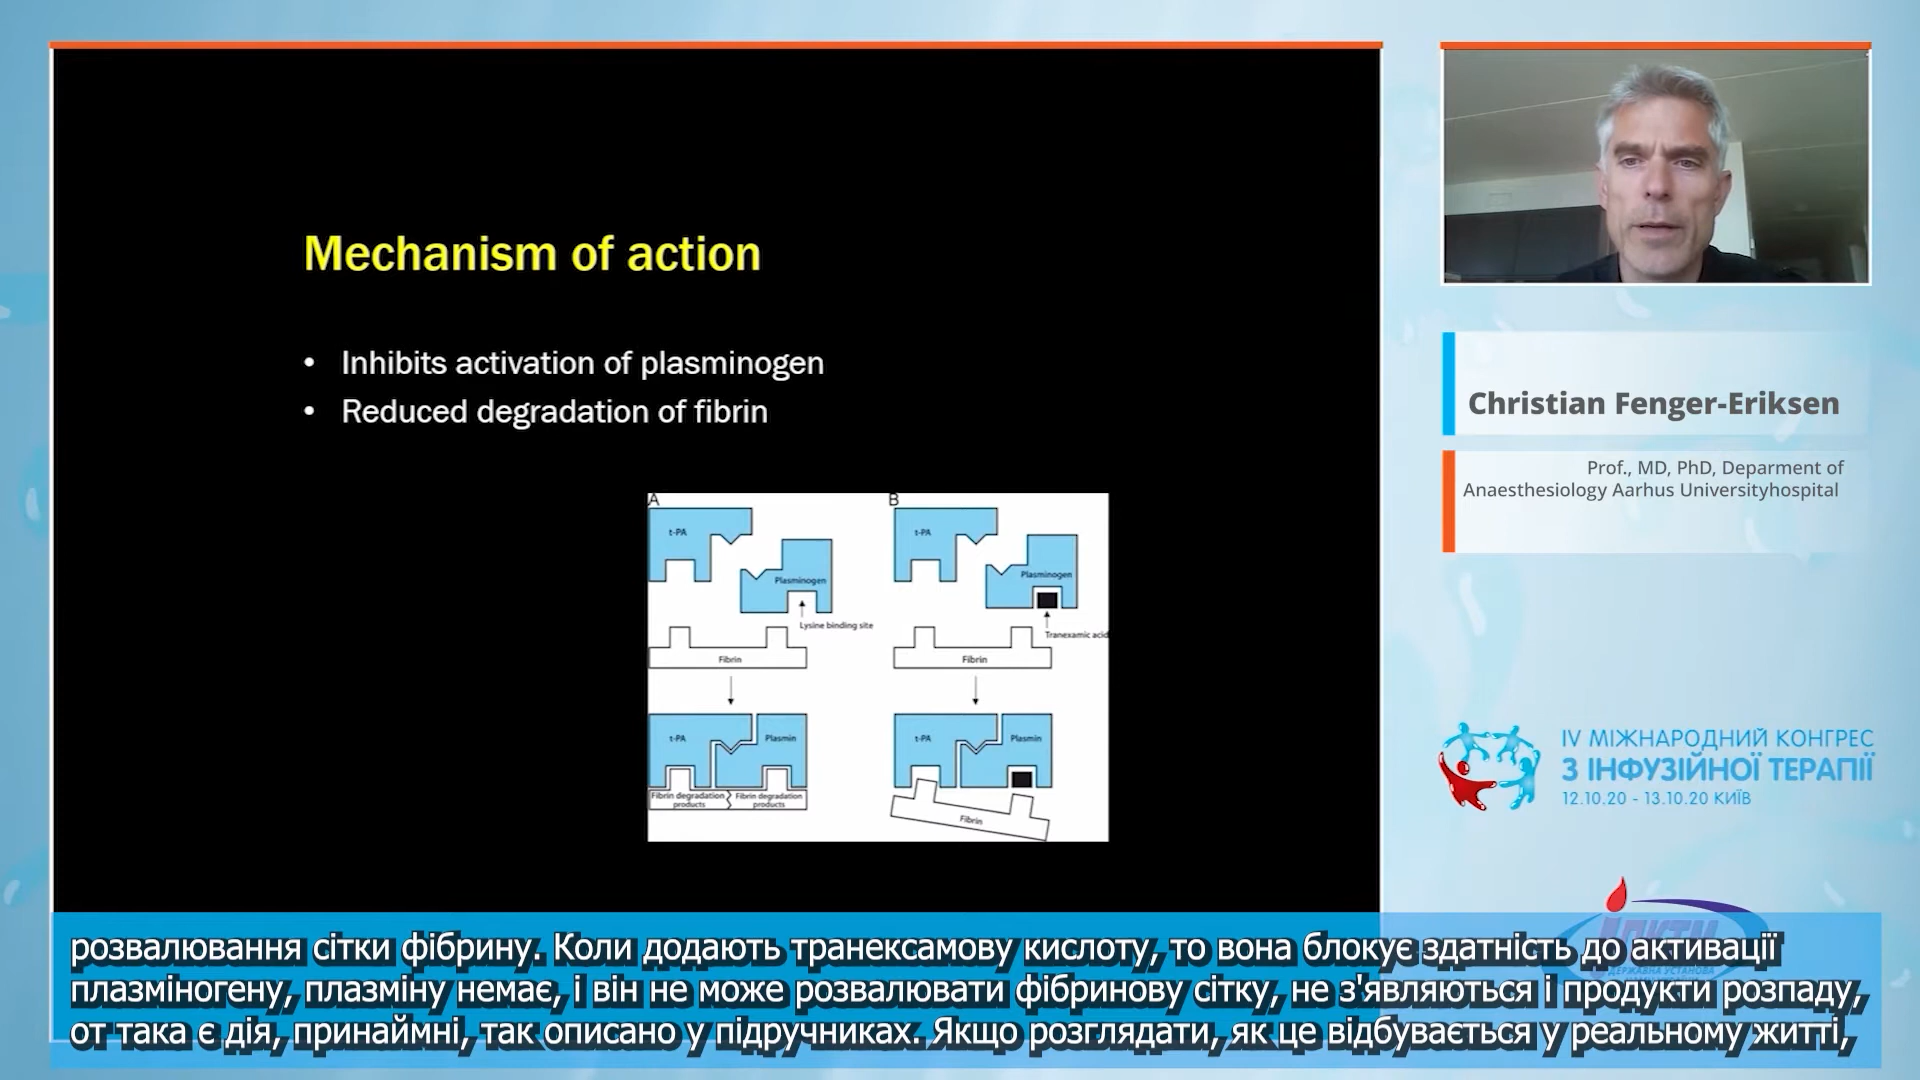 Mechanism of action
• Inhibits activation of plasminogen
• Reduced degradation of fibrin
A
t-PA
Plasminogen
Lysine binding site
Fibrin
t-PA
Plasmin
Fibrin degradation products
Fibrin degradation products
B
t-PA
Plasminogen
Tranexamic acid
Fibrin
t-PA
Plasmin
Fibrin
Christian Fenger-Eriksen
Prof., MD, PhD, Deparment of
Anaesthesiology Aarhus Universityhospital
IV МІЖНАРОДНИЙ КОНГРЕС
З ІНФУЗІЙНОЇ ТЕРАПІЇ
12.10.20 - 13.10.20 КИЇВ
розвалювання сітки фібрину. Коли додають транексамову кислоту, то вона блокує здатність до активації
плазміногену, плазміну немає, і він не може розвалювати фібринову сітку, не з'являються і продукти розпаду,
от така є дія, принаймні, так описано у підручниках. Якщо розглядати, як це відбувається у реальному житті,